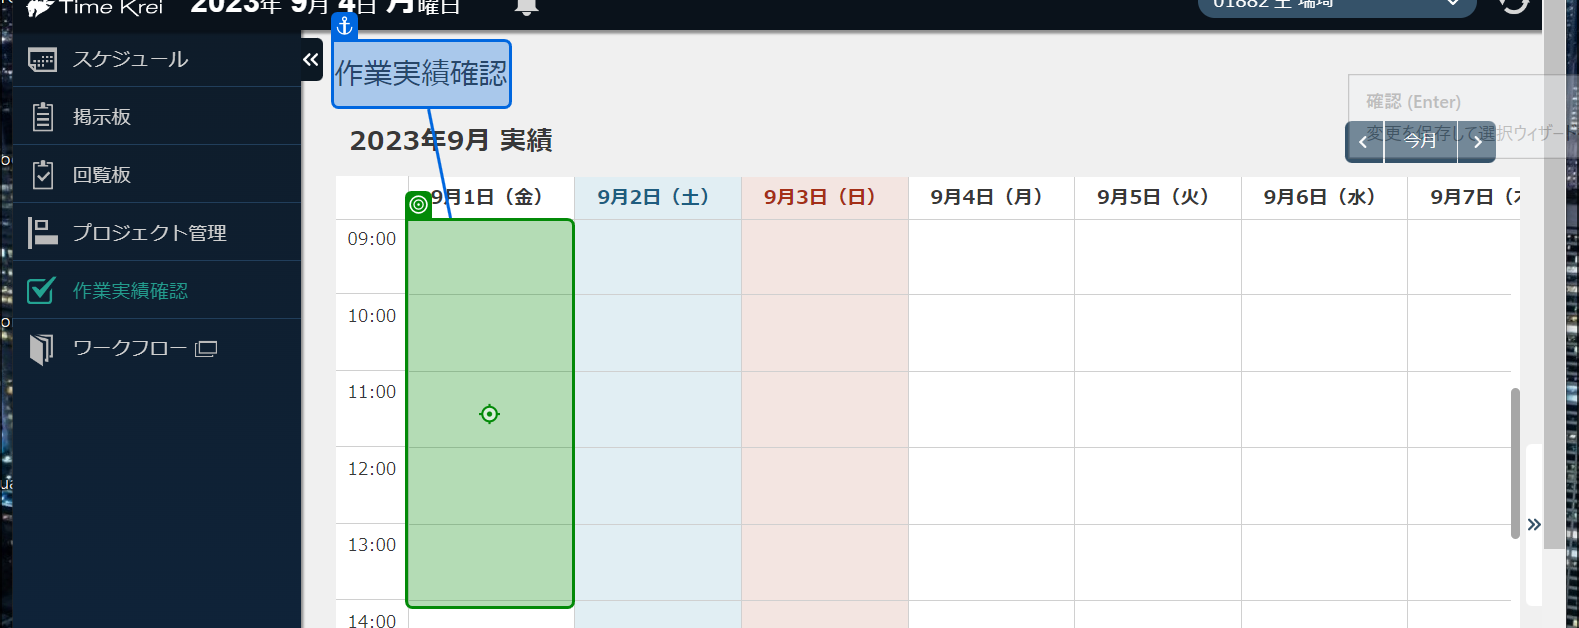 Time Krei
2023年 9月 4日 月曜日
スケジュール
掲示板
回覧板
プロジェクト管理
作業実績確認
ワークフロー
作業実績確認
2023年9月 実績
確認 (Enter)
変更を保存して選択ウィザード
今月
9月1日（金）
9月2日（土）
9月3日（日）
9月4日（月）
9月5日（火）
9月6日（水）
9月7日（
09:00
10:00
11:00
12:00
13:00
14:00